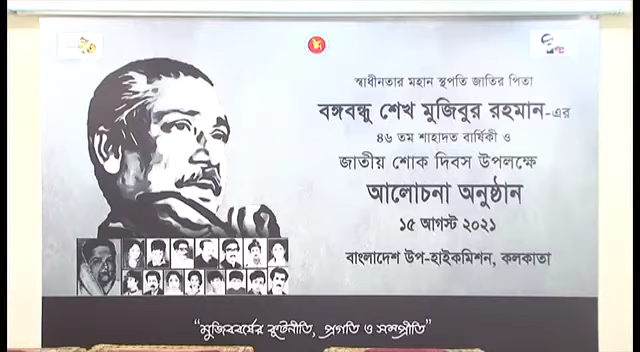 স্বাধীনতার মহান স্থপতি জাতির পিতা
বঙ্গবন্ধু শেখ মুজিবুর রহমান-এর
৪৬ তম শাহাদত বার্ষিকী ও
জাতীয় শোক দিবস উপলক্ষে
আলোচনা অনুষ্ঠান
১৫ আগস্ট ২০২১
বাংলাদেশ উপ-হাইকমিশন, কলকাতা
“মুজিববর্ষের কূটনীতি, প্রগতি ও সম্প্রীতি”